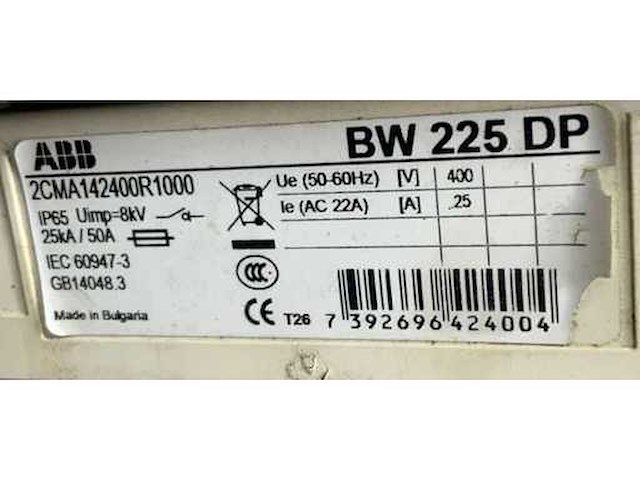 ABB
BW 225 DP
2CMA142400R1000
IP65 Uimp=8kV
25kA / 50A
IEC 60947-3
GB14048.3
Made in Bulgaria
Ue (50-60Hz) [V] 400
Ie (AC 22A) [A] 25
CCC
CE T26
7 392696 424004